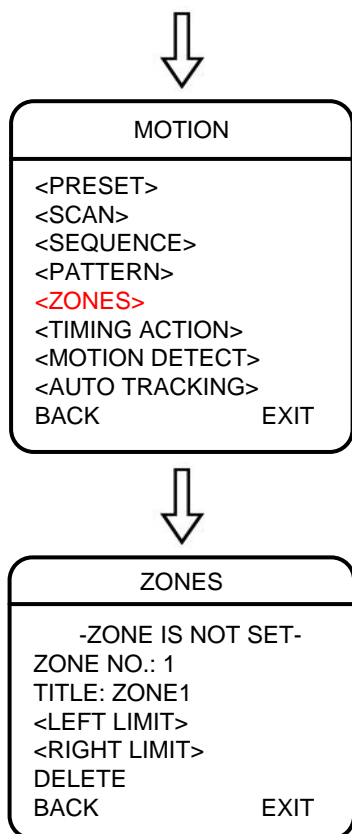 MOTION
<PRESET>
<SCAN>
<SEQUENCE>
<PATTERN>
<ZONES>
<TIMING ACTION>
<MOTION DETECT>
<AUTO TRACKING>
BACK EXIT
ZONES
-ZONE IS NOT SET-
ZONE NO.: 1
TITLE: ZONE1
<LEFT LIMIT>
<RIGHT LIMIT>
DELETE
BACK EXIT